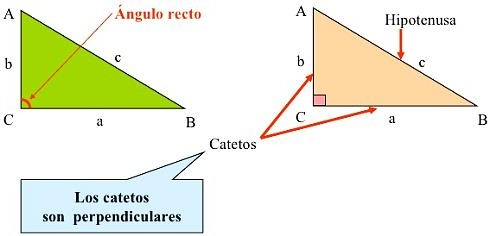 A
Ángulo recto
b
c
C
a
B
A
Hipotenusa
b
c
C
a
B
Catetos
Los catetos
son perpendiculares